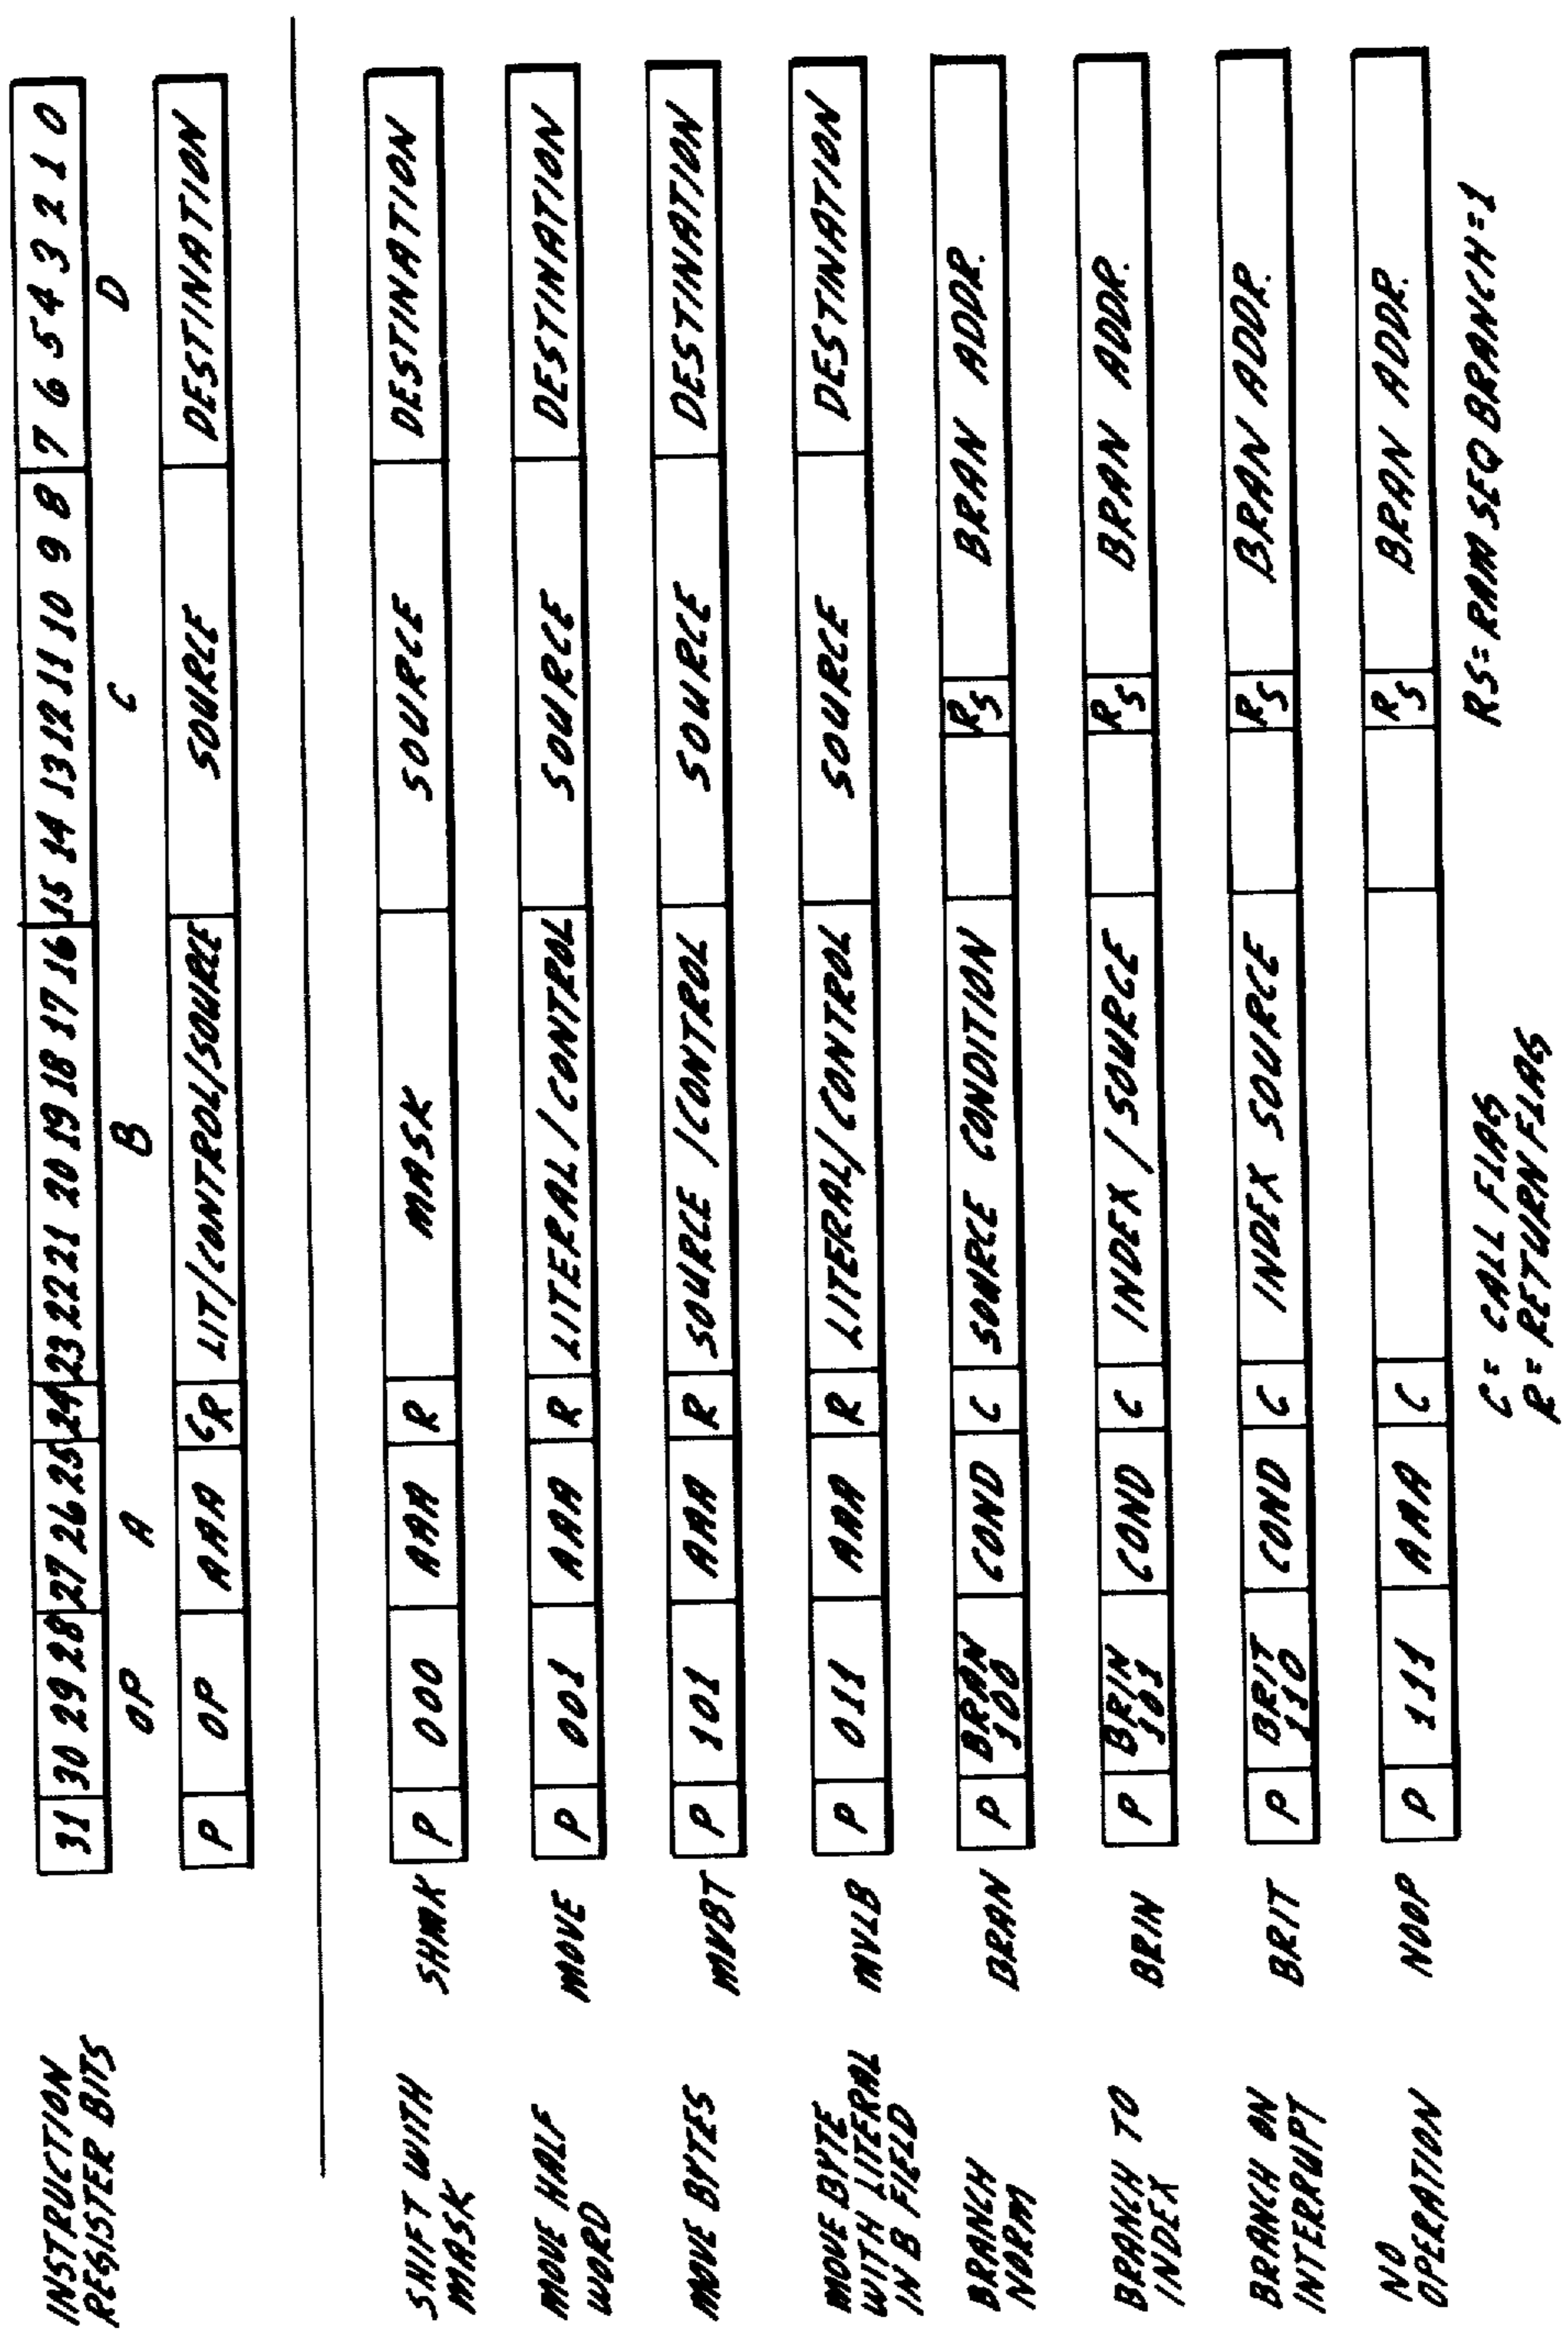 INSTRUCTION
REGISTER BITS
31 30 29 28 27 26 25 24 23 22 21 20 19 18 17 16 15 14 13 12 11 10 9 8 7 6 5 4 3 2 1 0
OP A B C D
P OP AAA CR LIT/CONTROL/SOURCE SOURCE DESTINATION
SHIFT WITH
MASK
SHMK P 000 AAA R MASK SOURCE DESTINATION
MOVE HALF
WORD
MOVE P 001 AAA R LITERAL/CONTROL SOURCE DESTINATION
MOVE BYTES MVBT P 101 AAA R SOURCE/CONTROL SOURCE DESTINATION
MOVE BYTE
WITH LITERAL
IN B FIELD
MVLB P 011 AAA R LITERAL/CONTROL SOURCE DESTINATION
BRANCH
NORM
BRAN P BRAN
100 COND C SOURCE CONDITION RS BRAN ADDR.
BRANCH TO
INDEX
BRIN P BRIN
101 COND C INDEX/SOURCE RS BRAN ADDR.
BRANCH ON
INTERRUPT
BRIT P BRIT
110 COND C INDEX SOURCE RS BRAN ADDR.
NO
OPERATION
NOOP P 111 AAA C RS BRAN ADDR.
C= CALL FLAG
R= RETURN FLAG
RS= RAM SEQ BRANCH=1